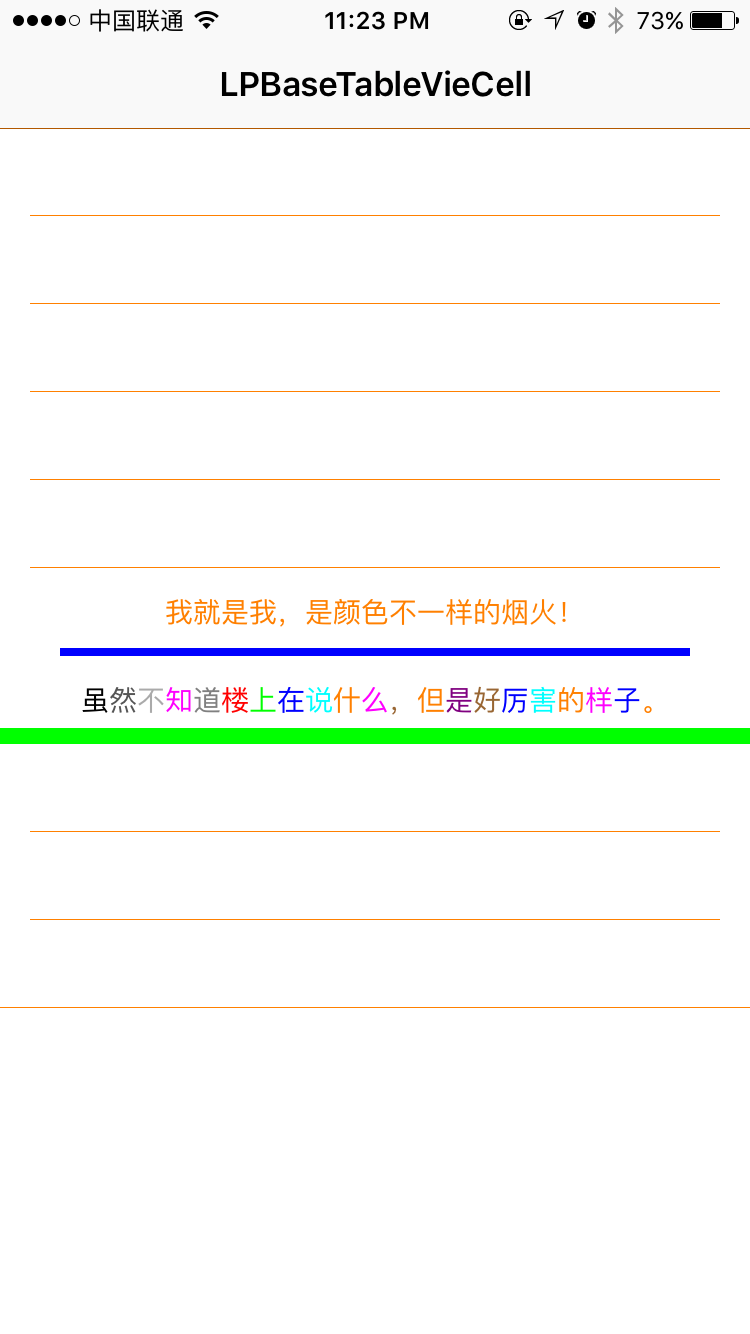 中国联通 11:23 PM 73%
LPBaseTableVieCell
我就是我，是颜色不一样的烟火！
虽然不知道楼上在说什么，但是好厉害的样子。